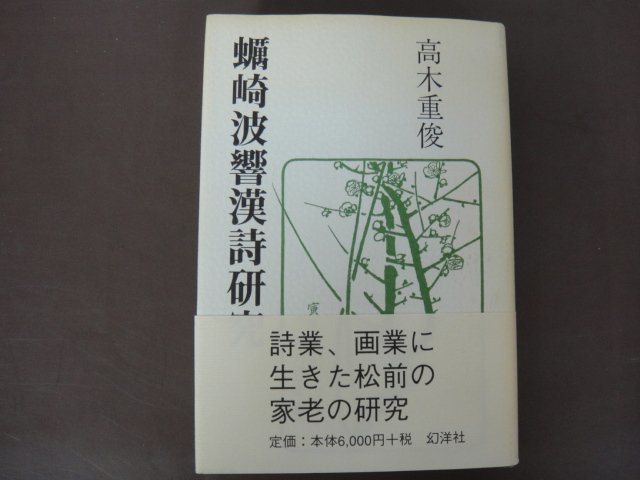 蠣崎波響漢詩研究
高木重俊
詩業、画業に
生きた松前の
家老の研究
定価：本体6,000円＋税　幻洋社